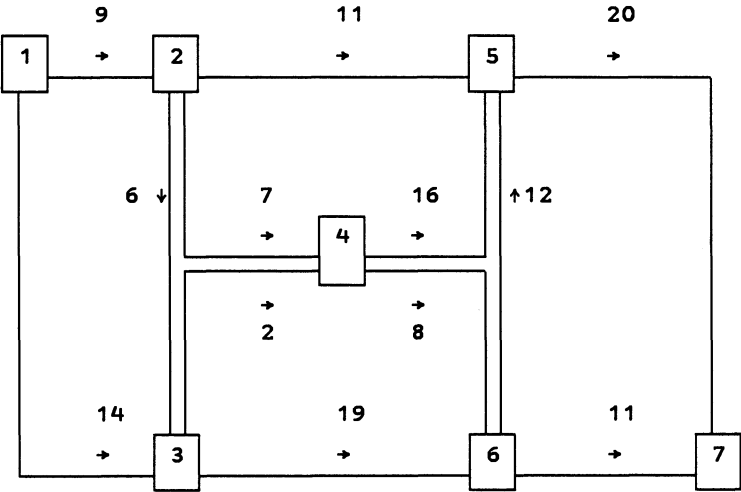 9 11 20
1 → 2 → 5 →
6 ↓ 7 16 ↑ 12
→ 4 →
→ →
2 8
14 19 11
→ 3 → 6 → 7